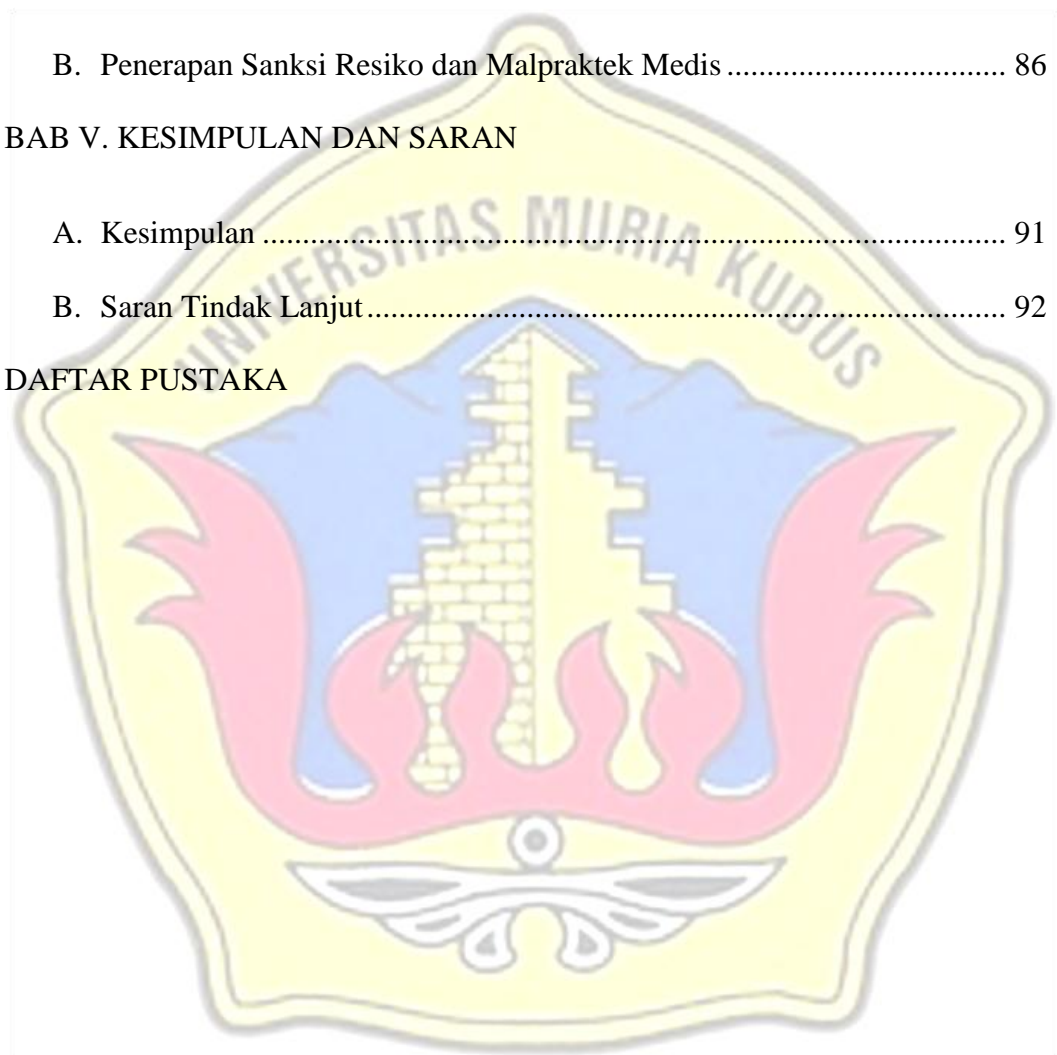 B. Penerapan Sanksi Resiko dan Malpraktek Medis .................................. 86
BAB V. KESIMPULAN DAN SARAN
A. Kesimpulan ........................................................................................... 91
B. Saran Tindak Lanjut ............................................................................... 92
DAFTAR PUSTAKA
UNIVERSITAS MURIA KUDUS